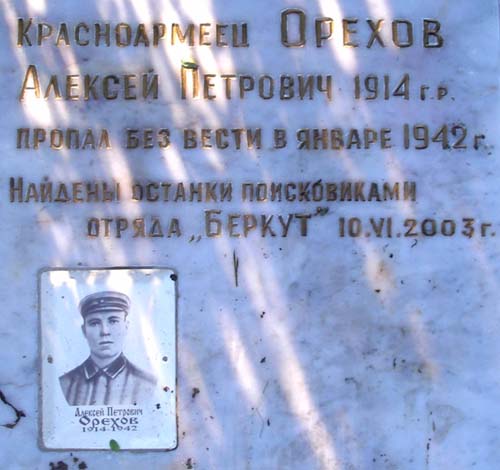 Красноармеец Орехов
Алексей Петрович 1914 г.р.
пропал без вести в январе 1942 г.
Найдены останки поисковиками
отряда „Беркут" 10.VI.2003 г.
Алексей Петрович
Орехов
1914-1942